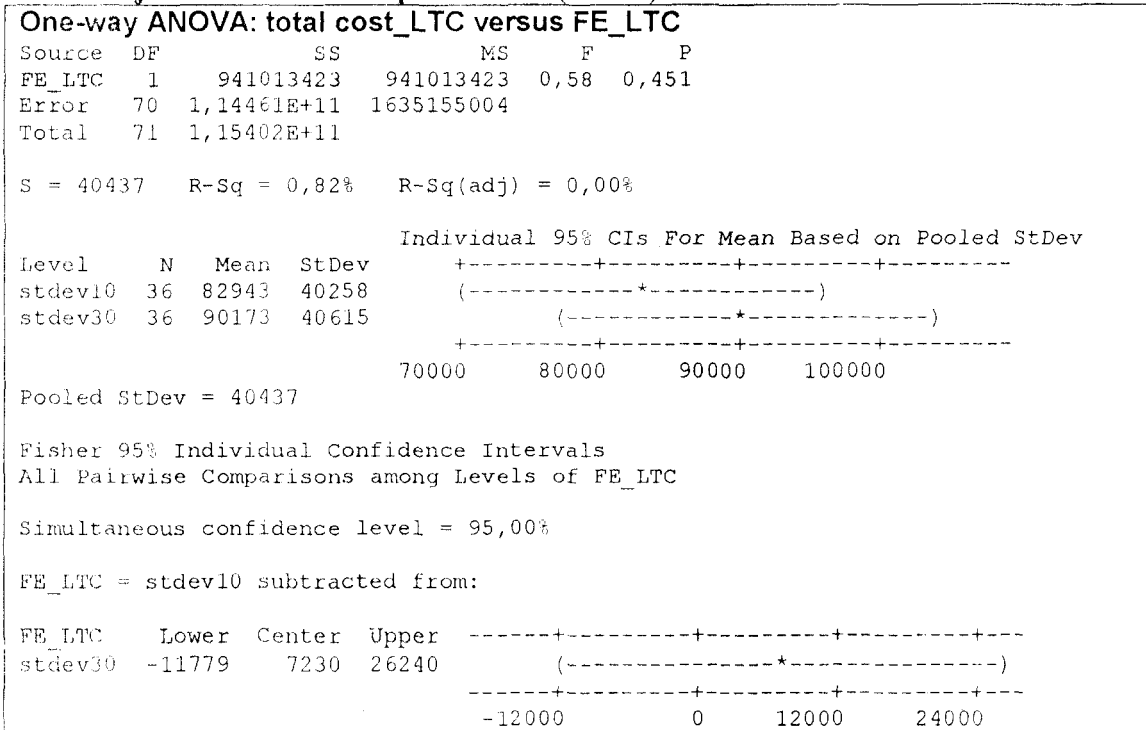 One-way ANOVA: total cost_LTC versus FE_LTC
Source  DF           SS          MS     F      P
FE_LTC   1    941013423   941013423  0,58  0,451
Error   70  1,14461E+11  1635155004
Total   71  1,15402E+11
S = 40437   R-Sq = 0,82%   R-Sq(adj) = 0,00%
Individual 95% CIs For Mean Based on Pooled StDev
Level      N   Mean  StDev     +---------+---------+---------+---------
stdev10  36  82943  40258     (------------*------------)
stdev30  36  90173  40615            (------------*-------------)
+---------+---------+---------+---------
70000     80000     90000    100000
Pooled StDev = 40437
Fisher 95% Individual Confidence Intervals
All Pairwise Comparisons among Levels of FE_LTC
Simultaneous confidence level = 95,00%
FE_LTC = stdev10 subtracted from:
FE_LTC     Lower  Center  Upper  ------+---------+---------+---------+---
stdev30  -11779    7230  26240        (---------------*---------------)
------+---------+---------+---------+---
-12000         0     12000     24000